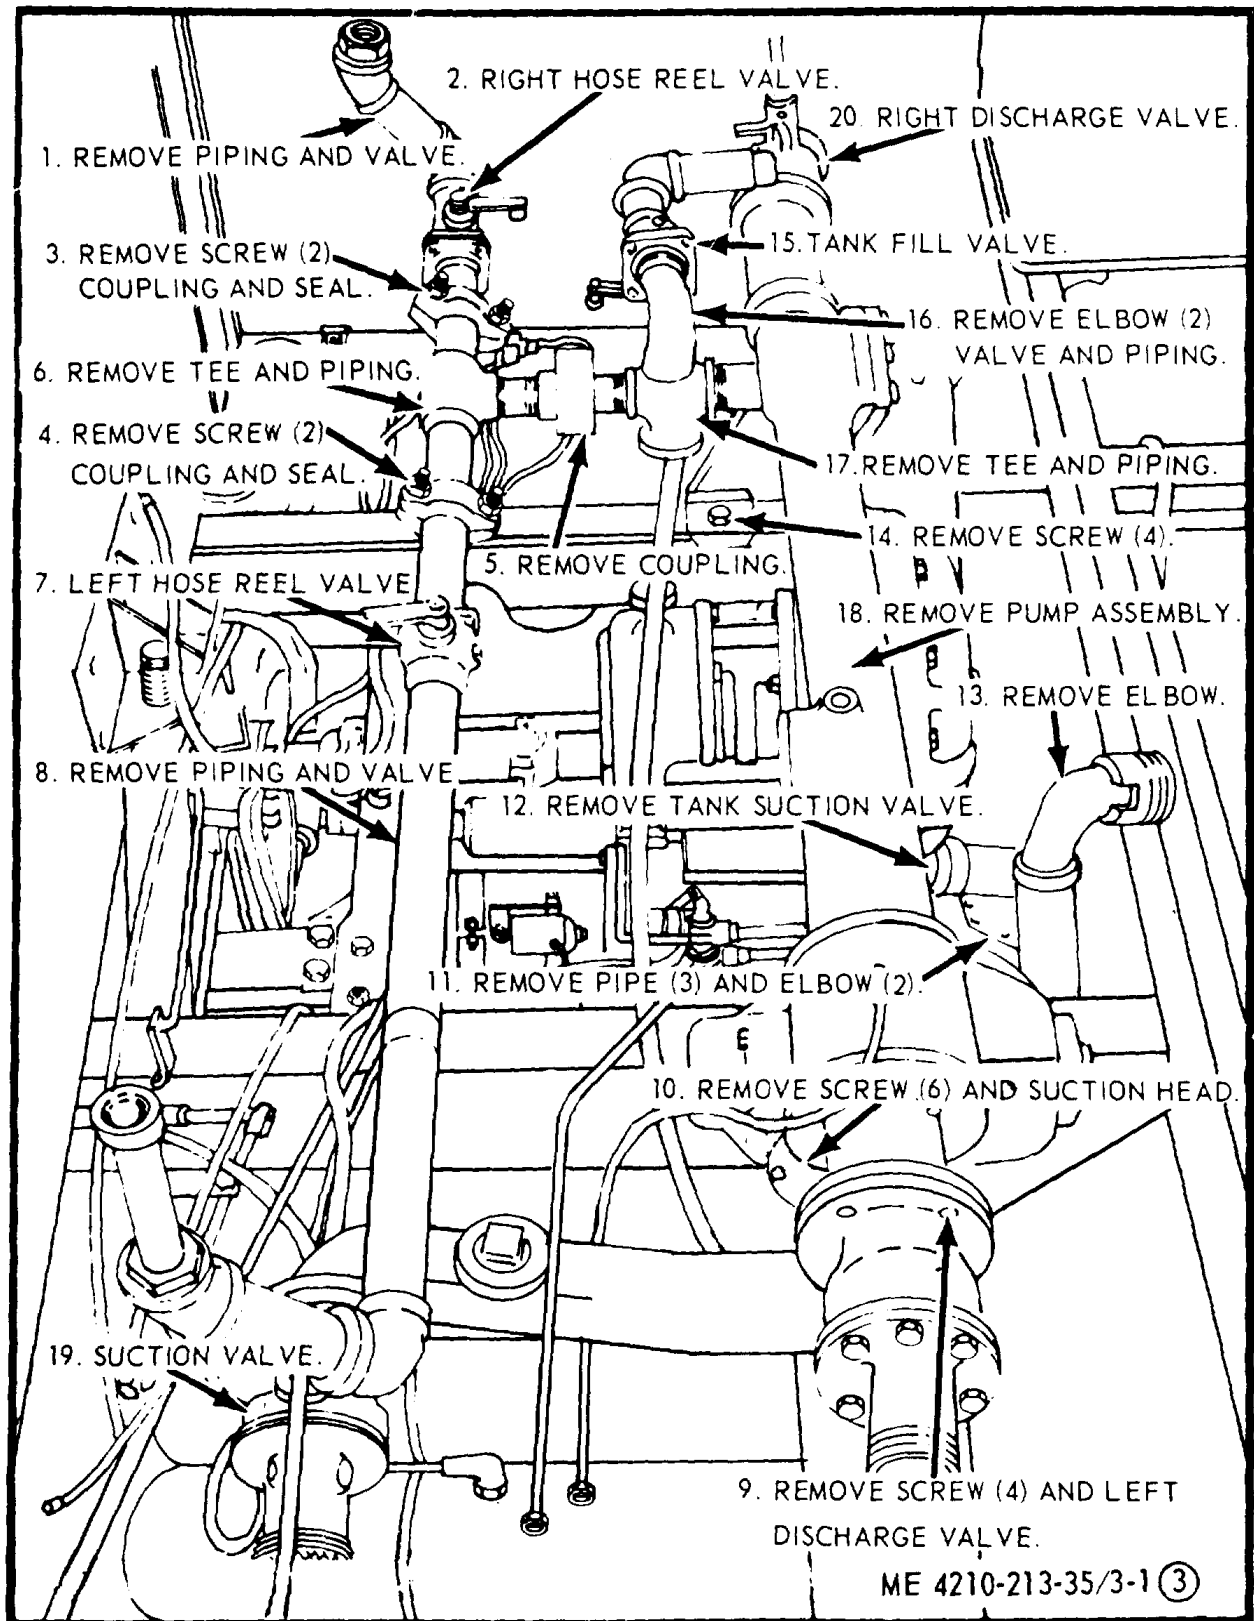 2. RIGHT HOSE REEL VALVE.
20. RIGHT DISCHARGE VALVE.
1. REMOVE PIPING AND VALVE.
3. REMOVE SCREW (2)
COUPLING AND SEAL.
15. TANK FILL VALVE.
16. REMOVE ELBOW (2)
VALVE AND PIPING.
6. REMOVE TEE AND PIPING.
4. REMOVE SCREW (2)
COUPLING AND SEAL.
17. REMOVE TEE AND PIPING.
14. REMOVE SCREW (4).
5. REMOVE COUPLING.
7. LEFT HOSE REEL VALVE
18. REMOVE PUMP ASSEMBLY.
13. REMOVE ELBOW.
8. REMOVE PIPING AND VALVE
12. REMOVE TANK SUCTION VALVE.
11. REMOVE PIPE (3) AND ELBOW (2).
10. REMOVE SCREW (6) AND SUCTION HEAD.
19. SUCTION VALVE.
9. REMOVE SCREW (4) AND LEFT
DISCHARGE VALVE.
ME 4210-213-35/3-1 ③